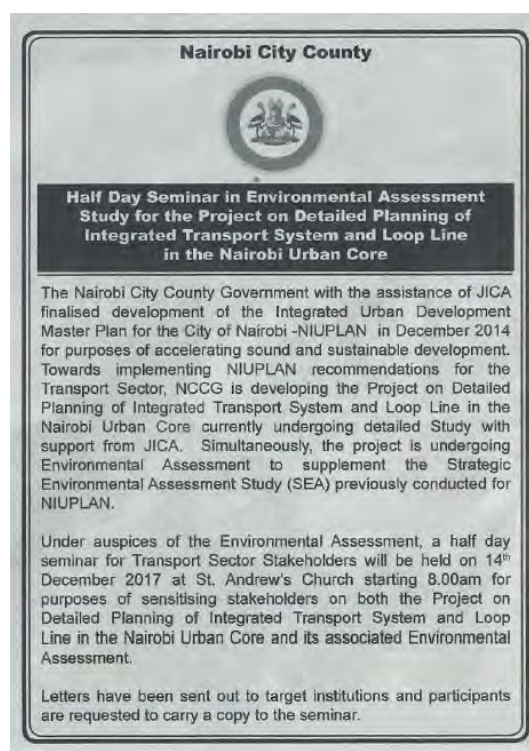 Nairobi City County
Half Day Seminar in Environmental Assessment
Study for the Project on Detailed Planning of
Integrated Transport System and Loop Line
in the Nairobi Urban Core
The Nairobi City County Government with the assistance of JICA
finalised development of the Integrated Urban Development
Master Plan for the City of Nairobi -NIUPLAN in December 2014
for purposes of accelerating sound and sustainable development.
Towards implementing NIUPLAN recommendations for the
Transport Sector, NCCG is developing the Project on Detailed
Planning of Integrated Transport System and Loop Line in the
Nairobi Urban Core currently undergoing detailed Study with
support from JICA. Simultaneously, the project is undergoing
Environmental Assessment to supplement the Strategic
Environmental Assessment Study (SEA) previously conducted for
NIUPLAN.
Under auspices of the Environmental Assessment, a half day
seminar for Transport Sector Stakeholders will be held on 14th
December 2017 at St. Andrew's Church starting 8.00am for
purposes of sensitising stakeholders on both the Project on
Detailed Planning of Integrated Transport System and Loop
Line in the Nairobi Urban Core and its associated Environmental
Assessment.
Letters have been sent out to target institutions and participants
are requested to carry a copy to the seminar.